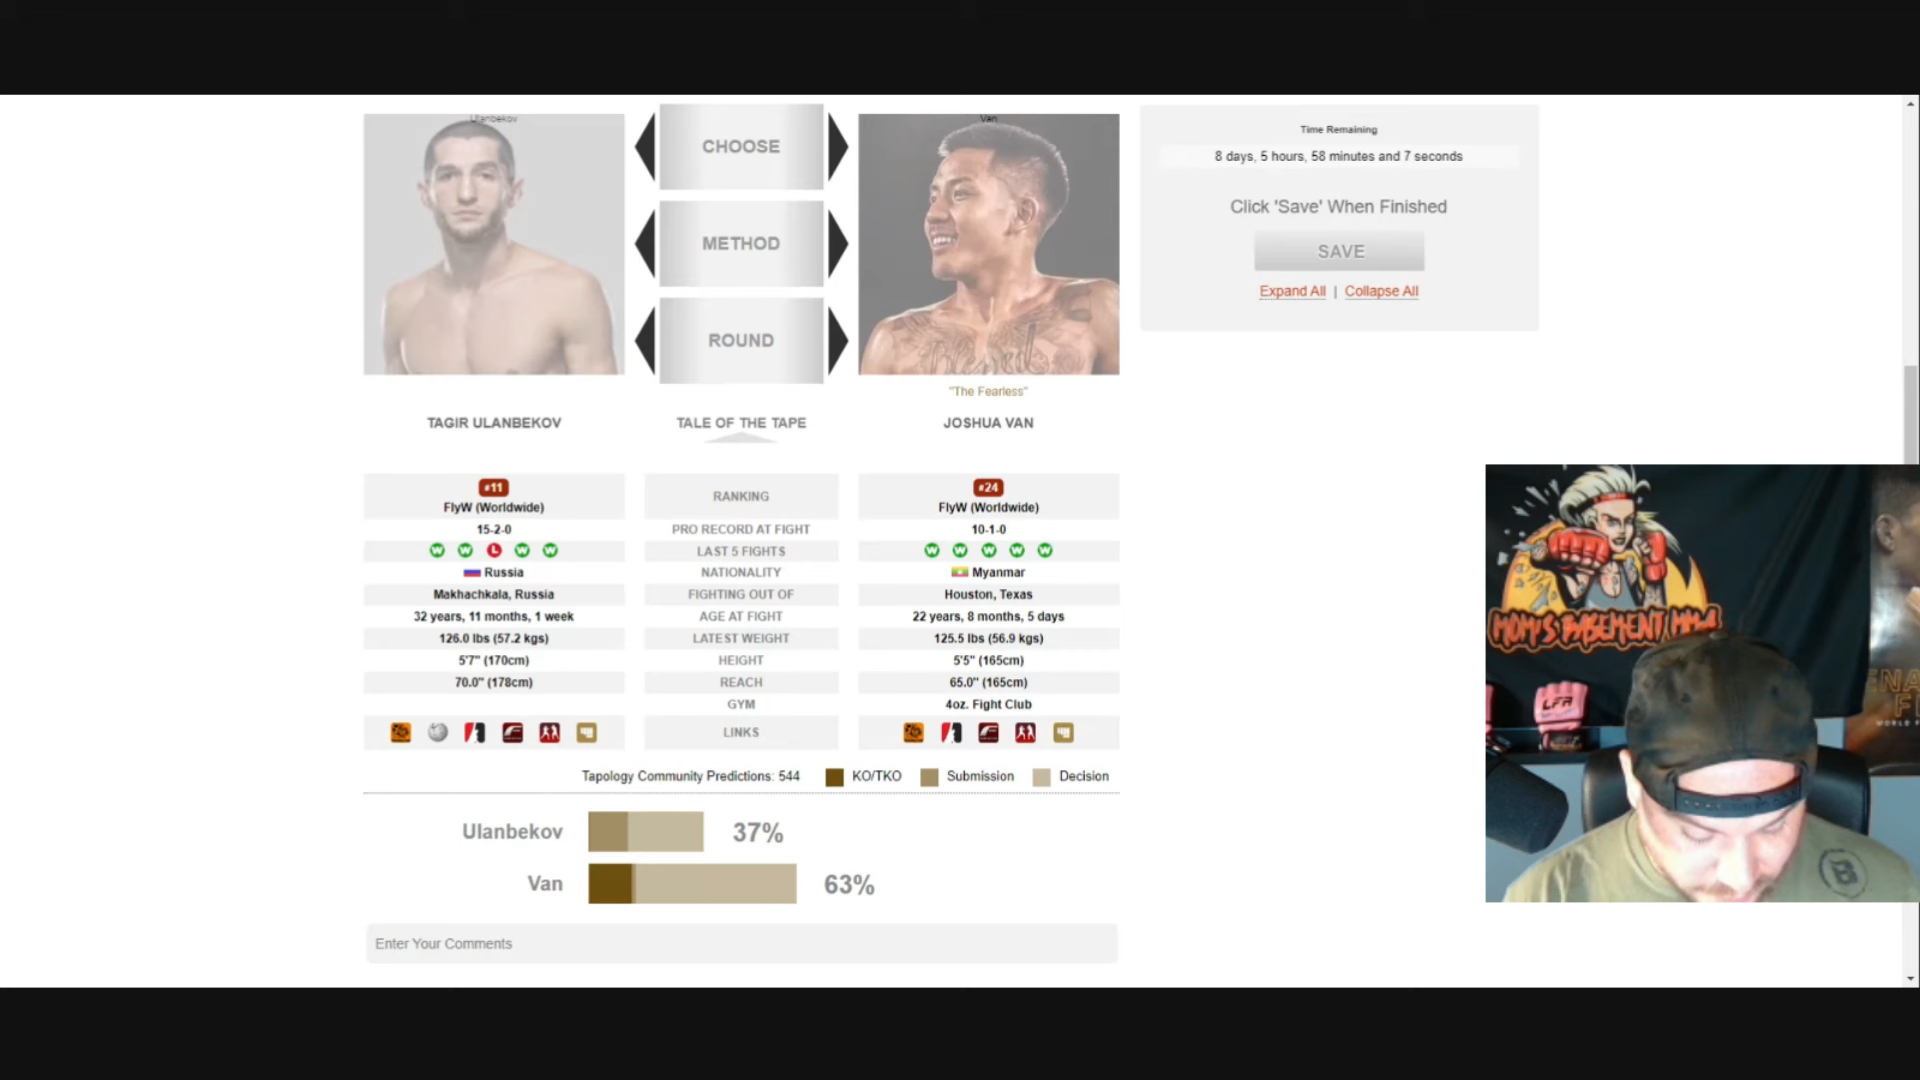 Ulanbekov
Van
CHOOSE
METHOD
ROUND
Time Remaining
8 days, 5 hours, 58 minutes and 7 seconds
Click 'Save' When Finished
SAVE
Expand All | Collapse All
Blessed
"The Fearless"
TAGIR ULANBEKOV
TALE OF THE TAPE
JOSHUA VAN
#11
FlyW (Worldwide)
RANKING
#24
FlyW (Worldwide)
15-2-0
PRO RECORD AT FIGHT
10-1-0
W W L W W
LAST 5 FIGHTS
W W W W W
Russia
NATIONALITY
Myanmar
Makhachkala, Russia
FIGHTING OUT OF
Houston, Texas
32 years, 11 months, 1 week
AGE AT FIGHT
22 years, 8 months, 5 days
126.0 lbs (57.2 kgs)
LATEST WEIGHT
125.5 lbs (56.9 kgs)
5'7" (170cm)
HEIGHT
5'5" (165cm)
70.0" (178cm)
REACH
65.0" (165cm)
GYM
4oz. Fight Club
LINKS
Tapology Community Predictions: 544
KO/TKO
Submission
Decision
Ulanbekov
37%
Van
63%
Enter Your Comments
MOM'S BASEMENT MMA
LFA
ENA
F
WORLD F
B